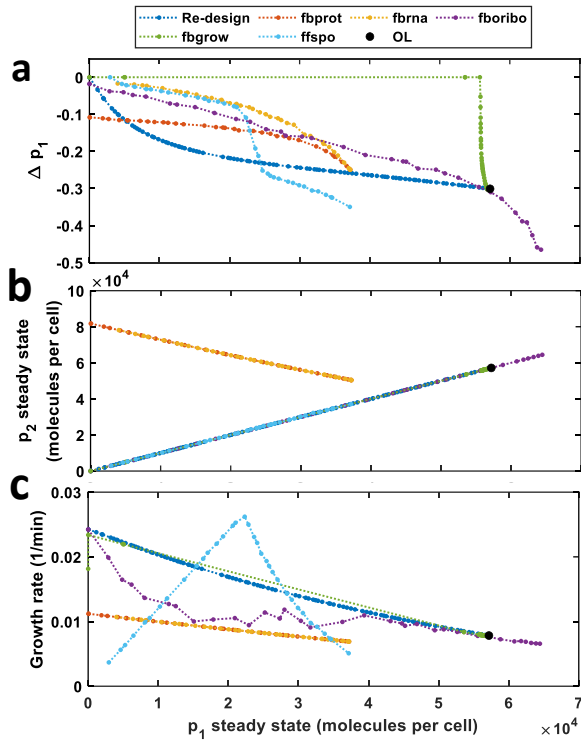 Re-design fbprot fbrna fboribo
fbgrow ffspo OL
a
0
-0.1
-0.2
-0.3
-0.4
-0.5
Δ p1
b
× 10^4
10
8
6
4
2
0
p2 steady state
(molecules per cell)
c
0.03
0.02
0.01
0
Growth rate (1/min)
0 1 2 3 4 5 6 7
p1 steady state (molecules per cell)
× 10^4